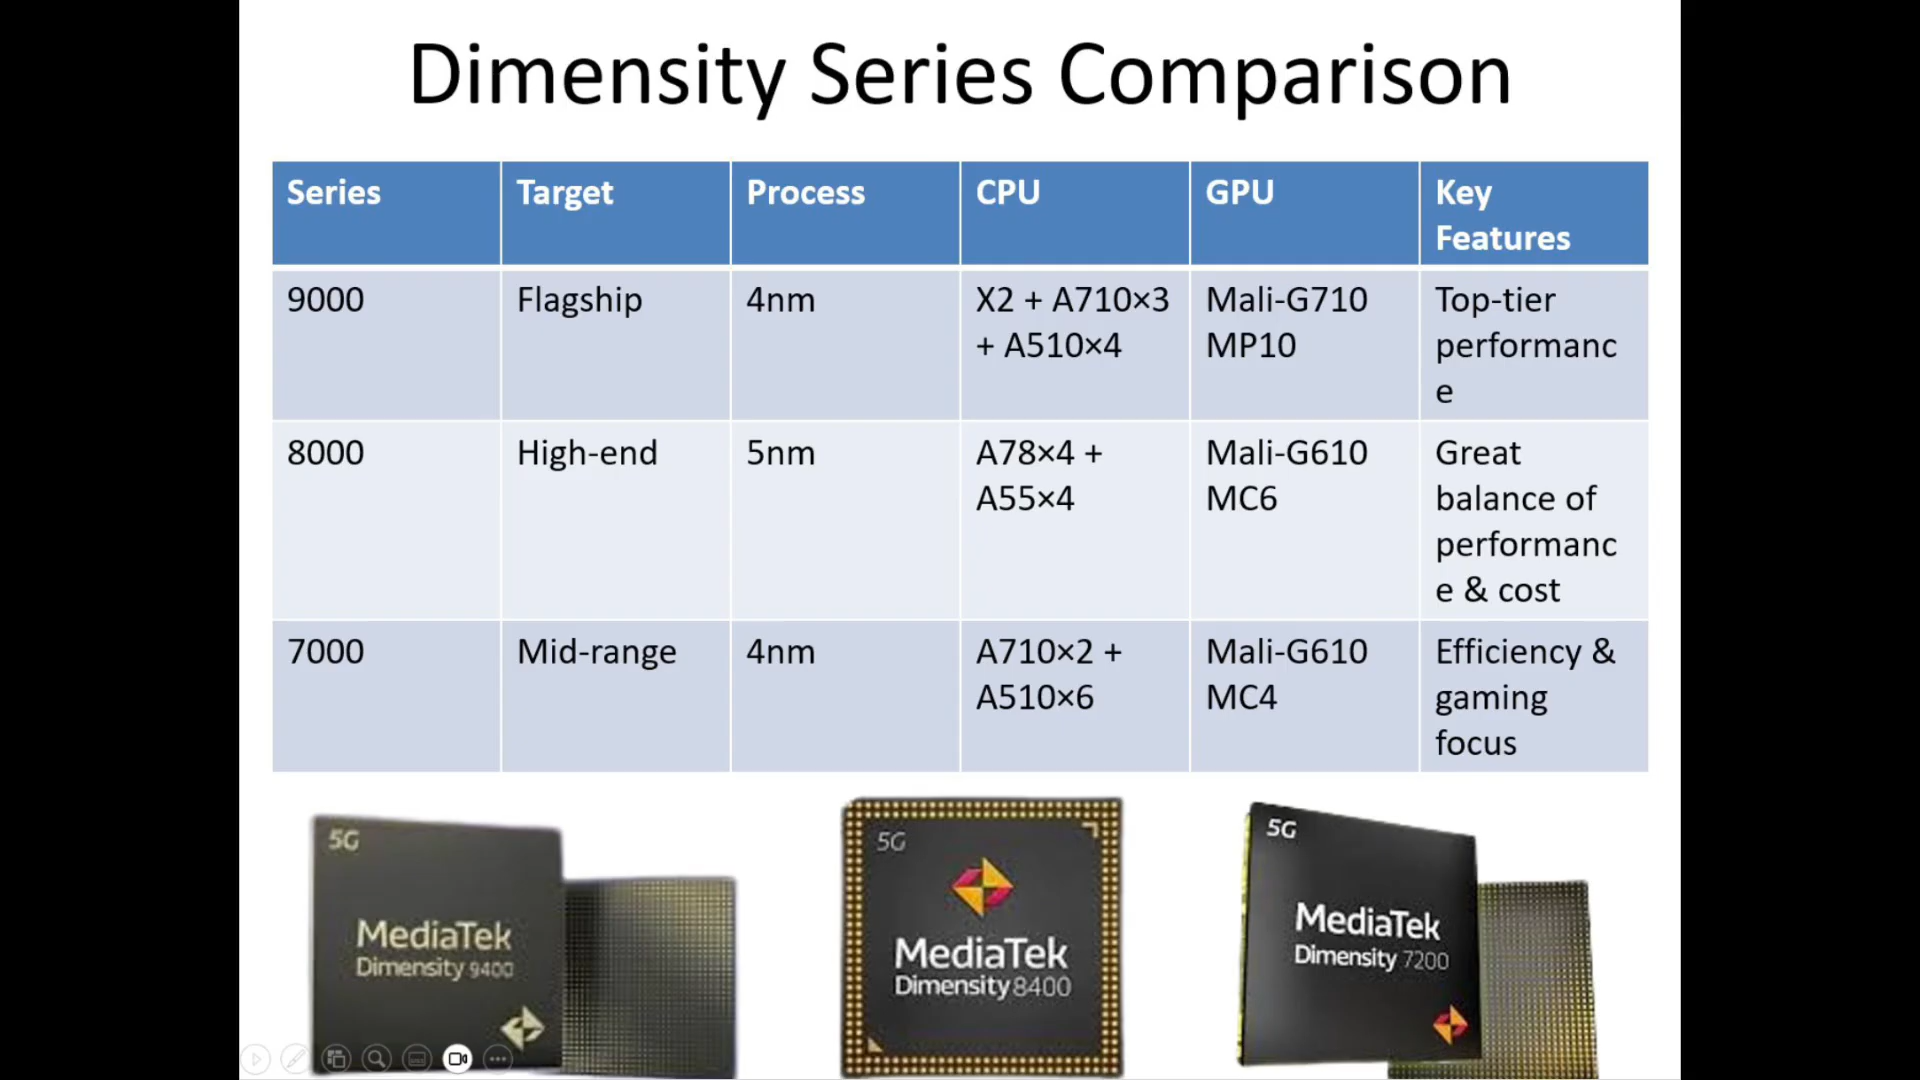 Dimensity Series Comparison
Series Target Process CPU GPU Key
Features
9000 Flagship 4nm X2 + A710×3 Mali-G710 Top-tier
+ A510×4 MP10 performanc
e
8000 High-end 5nm A78×4 + Mali-G610 Great
A55×4 MC6 balance of
performanc
e & cost
7000 Mid-range 4nm A710×2 + Mali-G610 Efficiency &
A510×6 MC4 gaming
focus
5G
MediaTek
Dimensity 9400
5G
MediaTek
Dimensity 8400
5G
MediaTek
Dimensity 7200